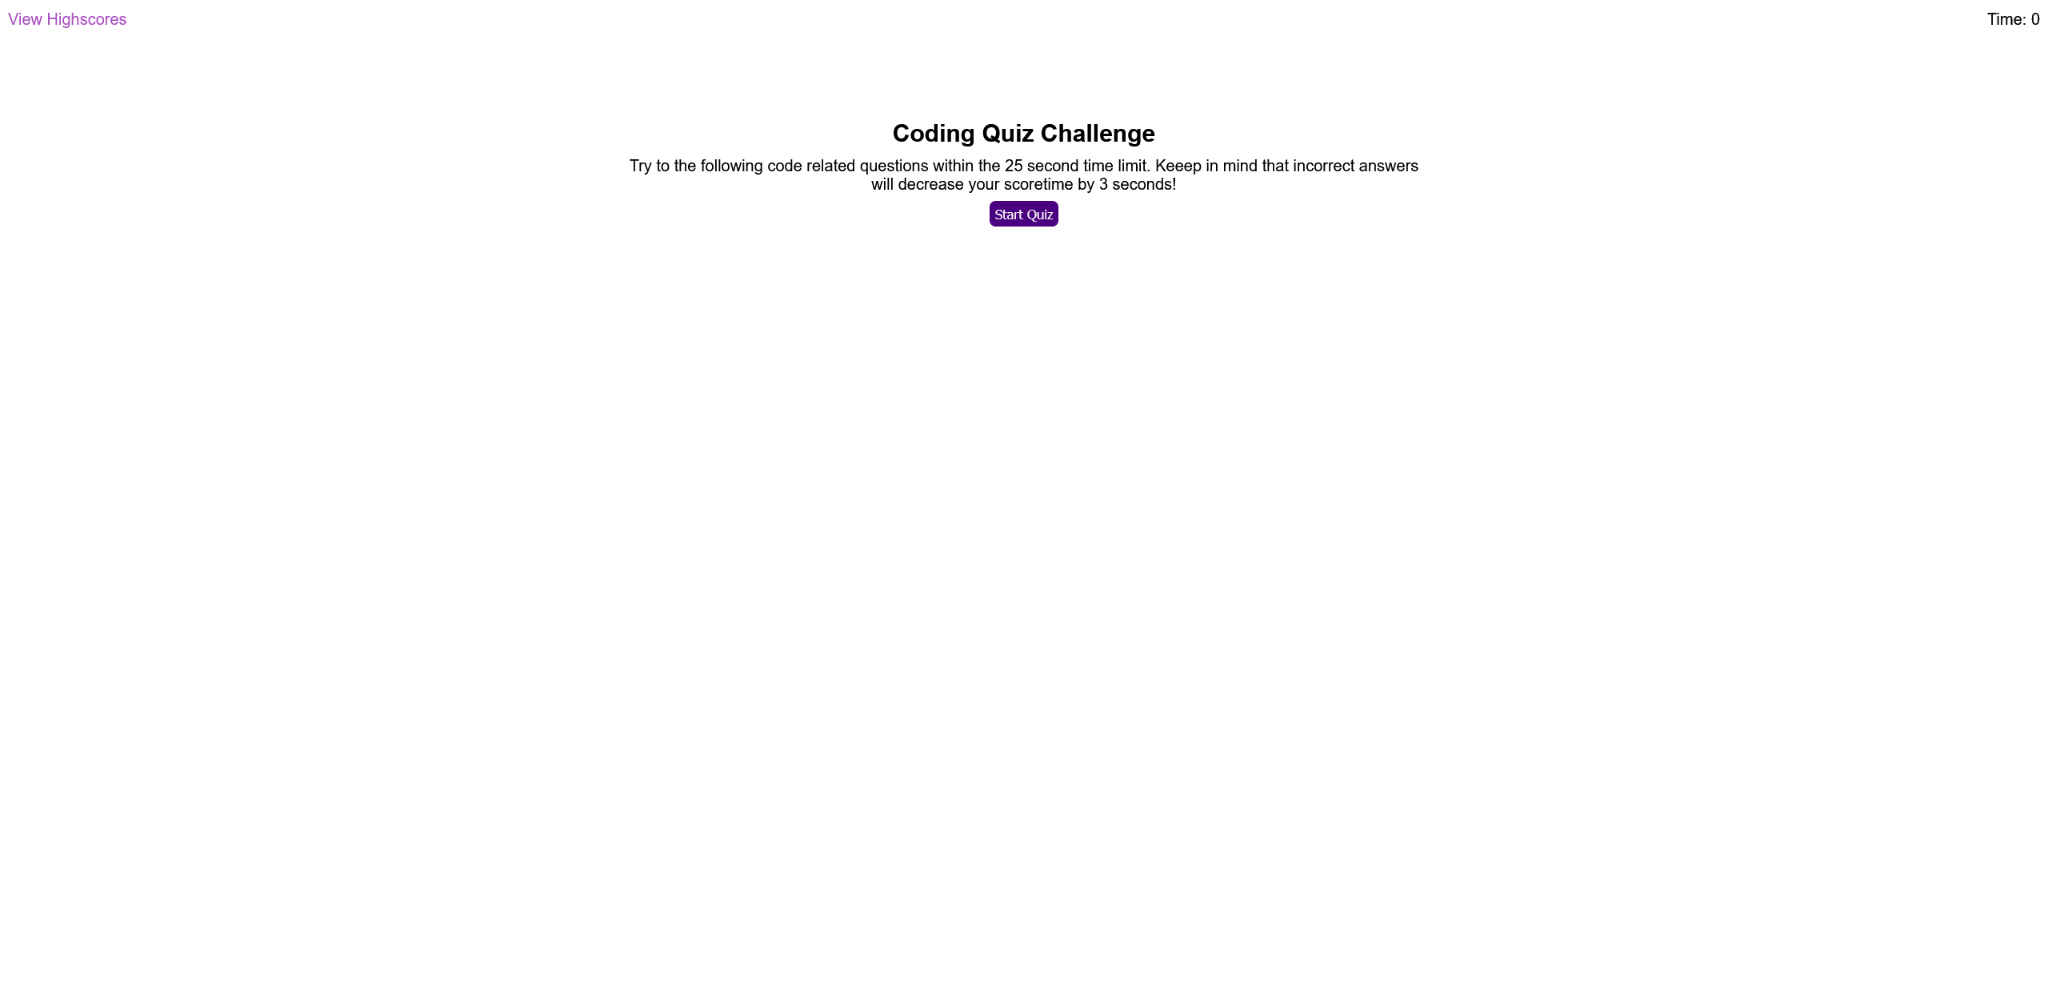 View Highscores
Time: 0
Coding Quiz Challenge
Try to the following code related questions within the 25 second time limit. Keeep in mind that incorrect answers
will decrease your scoretime by 3 seconds!
Start Quiz